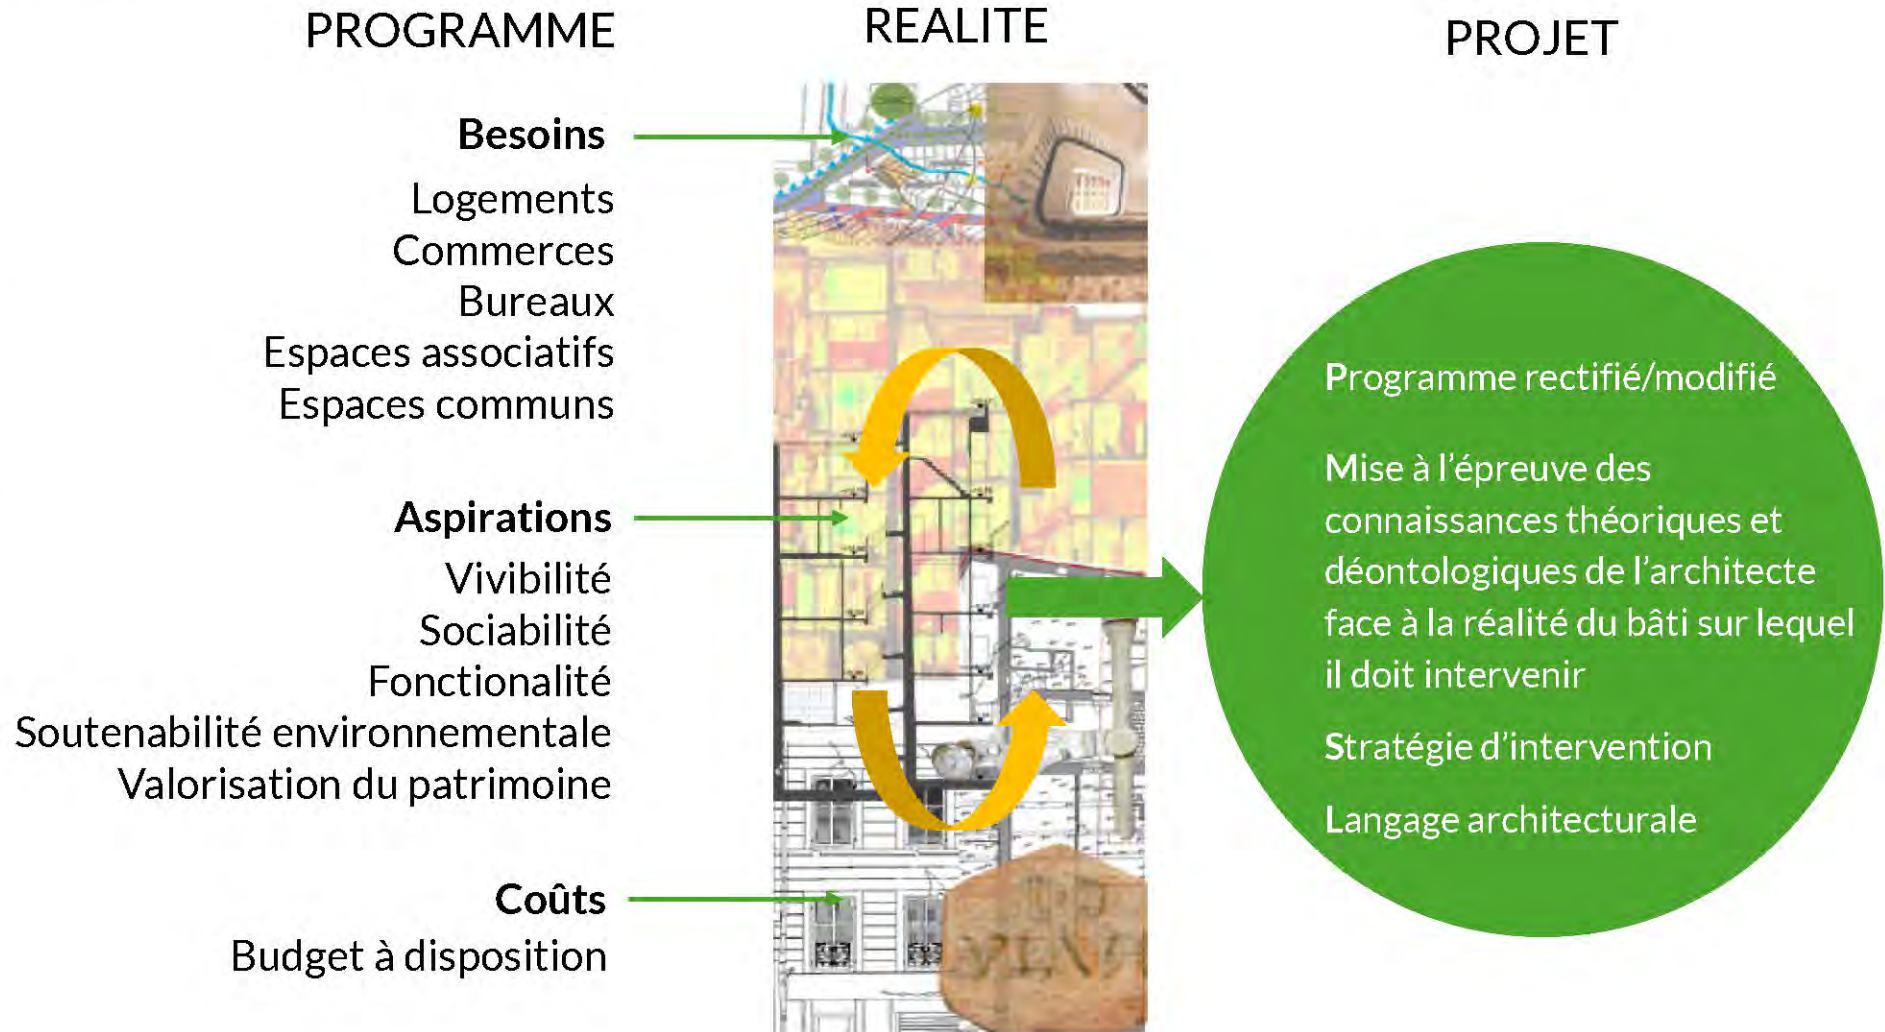 PROGRAMME
Besoins
Logements
Commerces
Bureaux
Espaces associatifs
Espaces communs
Aspirations
Vivibilité
Sociabilité
Fonctionalité
Soutenabilité environnementale
Valorisation du patrimoine
Coûts
Budget à disposition
REALITE
PROJET
Programme rectifié/modifié
Mise à l'épreuve des
connaissances théoriques et
déontologiques de l'architecte
face à la réalité du bâti sur lequel
il doit intervenir
Stratégie d'intervention
Langage architecturale